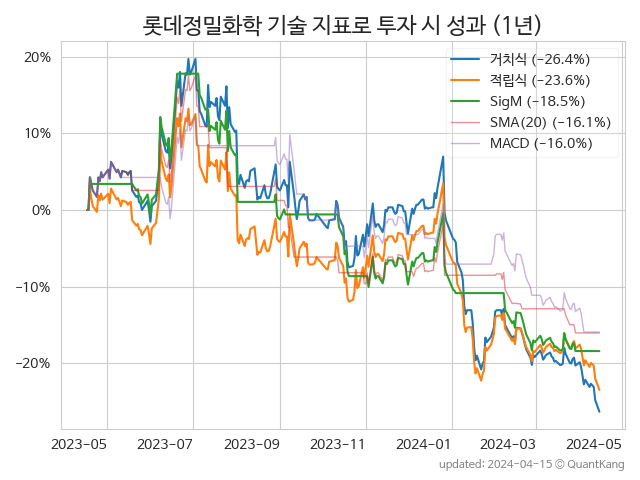 롯데정밀화학 기술 지표로 투자 시 성과 (1년)
거치식 (−26.4%)
적립식 (−23.6%)
SigM (−18.5%)
SMA(20) (−16.1%)
MACD (−16.0%)
20%
10%
0%
−10%
−20%
2023-05 2023-07 2023-09 2023-11 2024-01 2024-03 2024-05
updated: 2024-04-15 © QuantKang